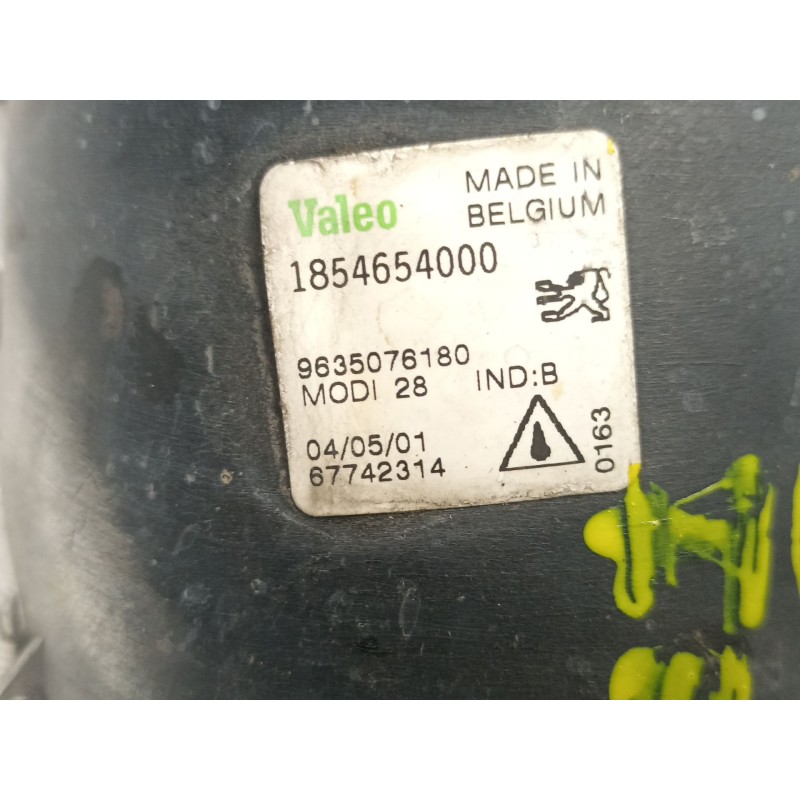 MADE IN
BELGIUM
Valeo
1854654000
9635076180
MODI 28 IND:B
04/05/01
67742314
0163